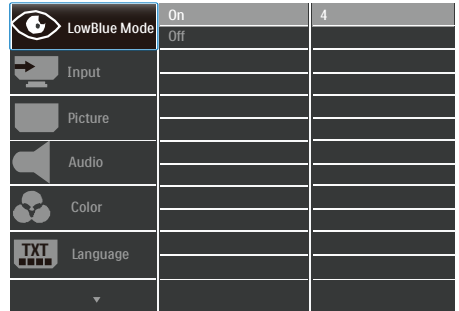 LowBlue Mode
On
4
Off
Input
Picture
Audio
Color
TXT
Language